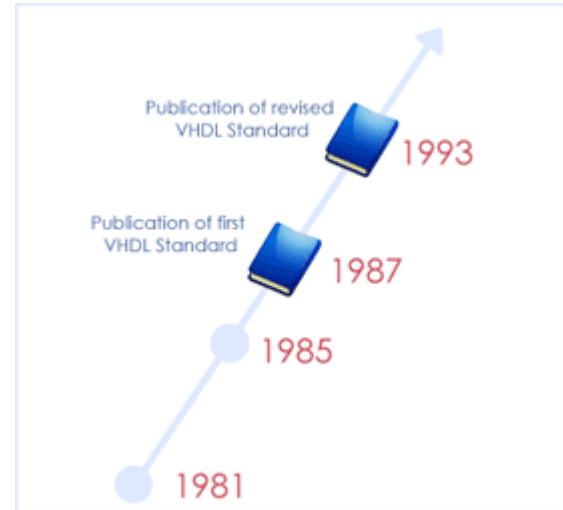 Publication of revised
VHDL Standard
1993
Publication of first
VHDL Standard
1987
1985
1981